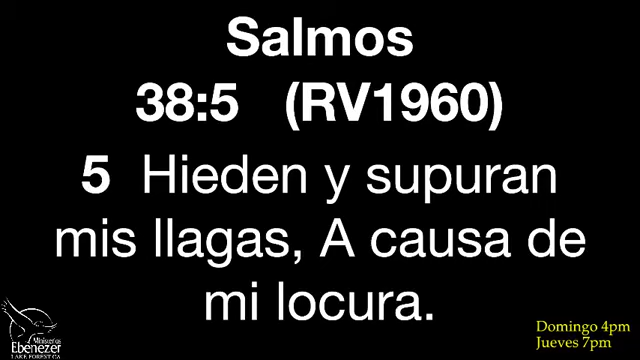 Salmos
38:5 (RV1960)
5 Hieden y supuran
mis llagas, A causa de
mi locura.
Ministerios
Ebenezer
LAKE FOREST CA
Domingo 4pm
Jueves 7pm